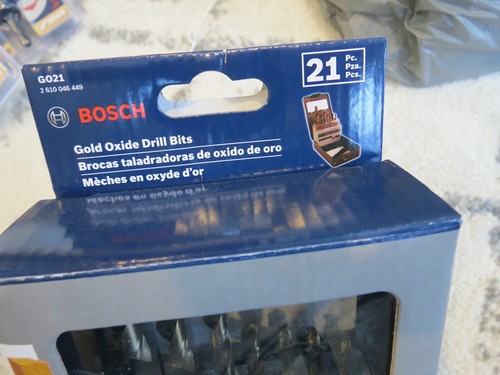 GO21
2 610 046 449
BOSCH
21 Pc.
Pza.
Pcs.
Gold Oxide Drill Bits
Brocas taladradoras de oxido de oro
Mèches en oxyde d'or